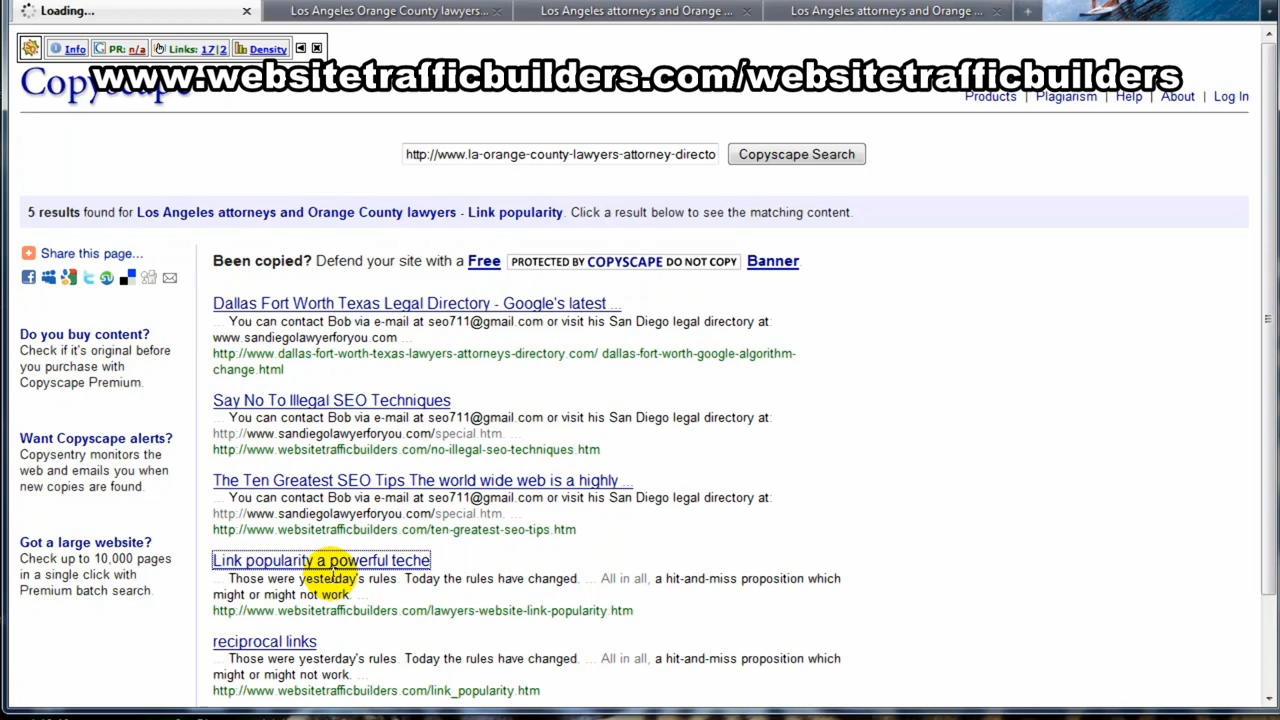 Loading...
Los Angeles Orange County lawyers...
Los Angeles attorneys and Orange ...
Los Angeles attorneys and Orange ...
Info
PR: n/a
Links: 17|2
Density
www.websitetrafficbuilders.com/websitetrafficbuilders
Products | Plagiarism | Help | About | Log In
http://www.la-orange-county-lawyers-attorney-directo
Copyscape Search
5 results found for Los Angeles attorneys and Orange County lawyers - Link popularity. Click a result below to see the matching content.
Share this page...
Been copied? Defend your site with a Free PROTECTED BY COPYSCAPE DO NOT COPY Banner
Dallas Fort Worth Texas Legal Directory - Google's latest ...
... You can contact Bob via e-mail at seo711@gmail.com or visit his San Diego legal directory at:
www.sandiegolawyerforyou.com ...
http://www.dallas-fort-worth-texas-lawyers-attorneys-directory.com/ dallas-fort-worth-google-algorithm-
change.html
Do you buy content?
Check if it's original before
you purchase with
Copyscape Premium.
Say No To Illegal SEO Techniques
... You can contact Bob via e-mail at seo711@gmail.com or visit his San Diego legal directory at:
http://www.sandiegolawyerforyou.com/special.htm. ...
http://www.websitetrafficbuilders.com/no-illegal-seo-techniques.htm
Want Copyscape alerts?
Copysentry monitors the
web and emails you when
new copies are found.
The Ten Greatest SEO Tips The world wide web is a highly ...
... You can contact Bob via e-mail at seo711@gmail.com or visit his San Diego legal directory at:
http://www.sandiegolawyerforyou.com/special.htm. ...
http://www.websitetrafficbuilders.com/ten-greatest-seo-tips.htm
Got a large website?
Check up to 10,000 pages
in a single click with
Premium batch search.
Link popularity a powerful teche
... Those were yesterday's rules. Today the rules have changed. ... All in all, a hit-and-miss proposition which
might or might not work. ...
http://www.websitetrafficbuilders.com/lawyers-website-link-popularity.htm
reciprocal links
... Those were yesterday's rules. Today the rules have changed. ... All in all, a hit-and-miss proposition which
might or might not work. ...
http://www.websitetrafficbuilders.com/link_popularity.htm